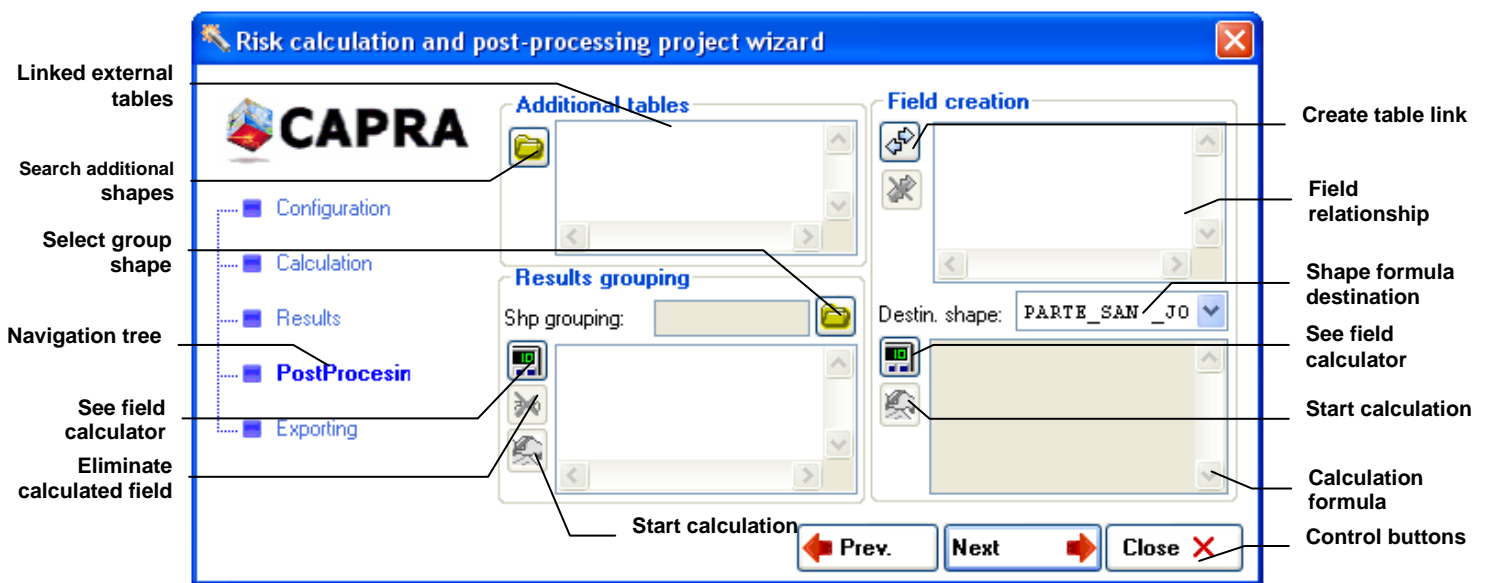 Risk calculation and post-processing project wizard
Linked external
tables
Search additional
shapes
Select group
shape
Navigation tree
See field
calculator
Eliminate
calculated field
CAPRA
Configuration
Calculation
Results
PostProcesin
Exporting
Additional tables
Results grouping
Shp grouping:
Start calculation
Field creation
Destin. shape: PARTE_SAN _JO
Prev.
Next
Close
Create table link
Field
relationship
Shape formula
destination
See field
calculator
Start calculation
Calculation
formula
Control buttons